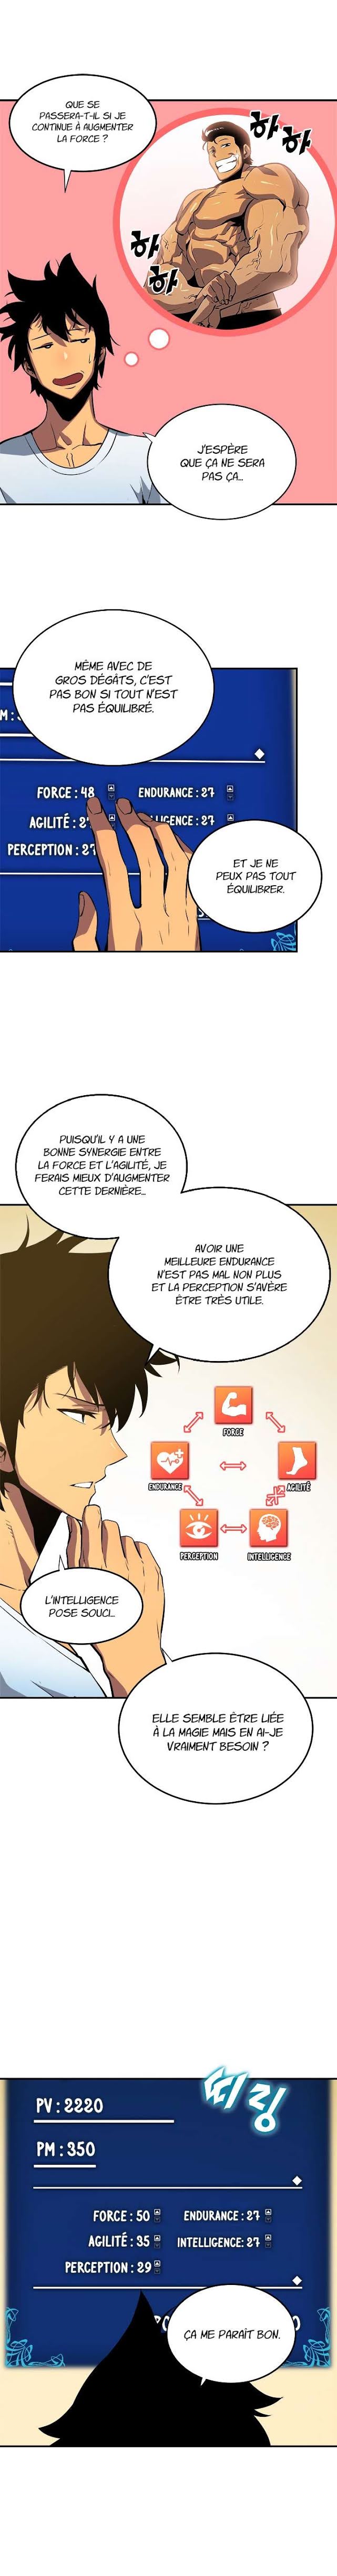 QUE SE
PASSERA-T-IL SI JE
CONTINUE À AUGMENTER
LA FORCE ?
하
하
하
하
J'ESPÈRE
QUE ÇA NE SERA
PAS ÇA...
MÊME AVEC DE
GROS DÉGÂTS, C'EST
PAS BON SI TOUT N'EST
PAS ÉQUILIBRÉ.
FORCE : 48
ENDURANCE : 27
AGILITÉ : 2
IGENCE : 27
PERCEPTION : 27
ET JE NE
PEUX PAS TOUT
ÉQUILIBRER.
PUISQU'IL Y A UNE
BONNE SYNERGIE ENTRE
LA FORCE ET L'AGILITÉ, JE
FERAIS MIEUX D'AUGMENTER
CETTE DERNIÈRE...
AVOIR UNE
MEILLEURE ENDURANCE
N'EST PAS MAL NON PLUS
ET LA PERCEPTION S'AVÈRE
ÊTRE TRÈS UTILE.
FORCE
ENDURANCE
AGILITÉ
PERCEPTION
INTELLIGENCE
L'INTELLIGENCE
POSE SOUCI...
ELLE SEMBLE ÊTRE LIÉE
À LA MAGIE MAIS EN AI-JE
VRAIMENT BESOIN ?
띠링
PV : 2220
PM : 350
FORCE : 50
ENDURANCE : 27
AGILITÉ : 35
INTELLIGENCE: 27
PERCEPTION : 29
ÇA ME PARAÎT BON.